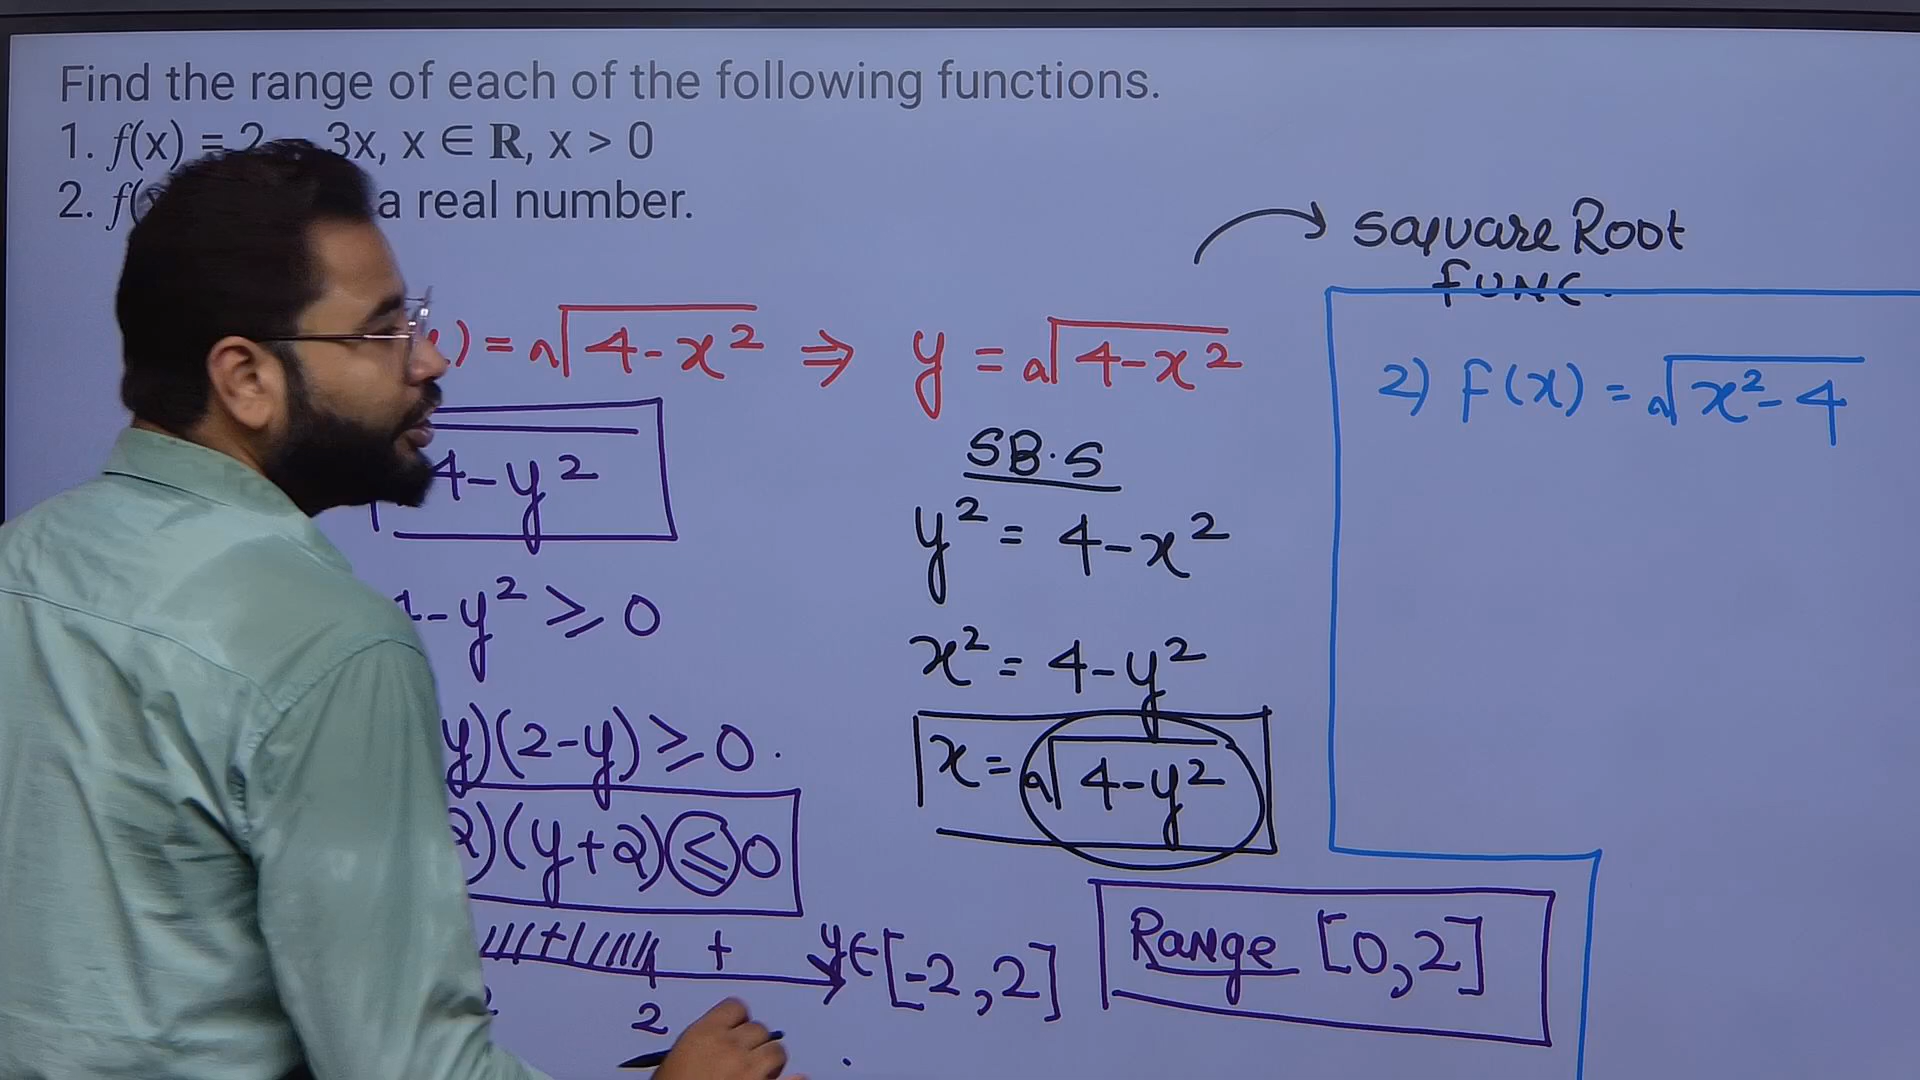 Find the range of each of the following functions.
1. f(x) = 2 3x, x ∈ R, x > 0
2. f( a real number.
Saquare Root
func.
) = √4-x² ⇒ y = √4-x²
2) f(x) = √x²-4
4-y²
S B.S
y² = 4-x²
-y² ≥ 0
x² = 4-y²
y)(2-y) ≥ 0.
x = √4-y²
2)(y+2) ≤ 0
+ + y∈ [-2,2]
Range [0,2]
2